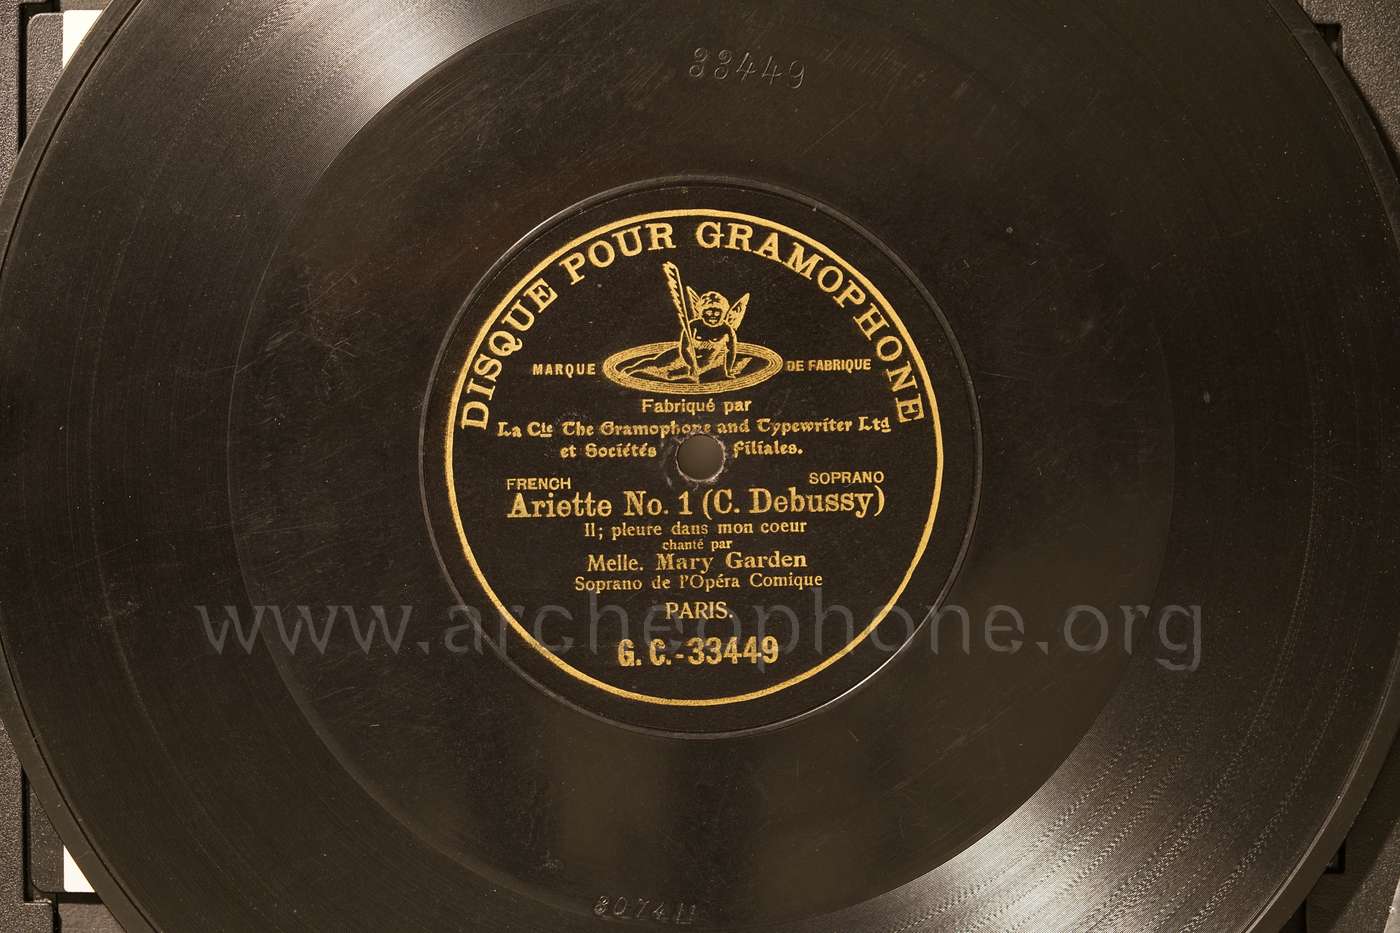 33449
DISQUE POUR GRAMOPHONE
MARQUE DE FABRIQUE
Fabriqué par
La Cie The Gramophone and Typewriter Ltd
et Sociétés filiales.
FRENCH SOPRANO
Ariette No. 1 (C. Debussy)
Il; pleure dans mon coeur
chanté par
Melle. Mary Garden
Soprano de l'Opéra Comique
PARIS.
www.archeophone.org
G. C.-33449